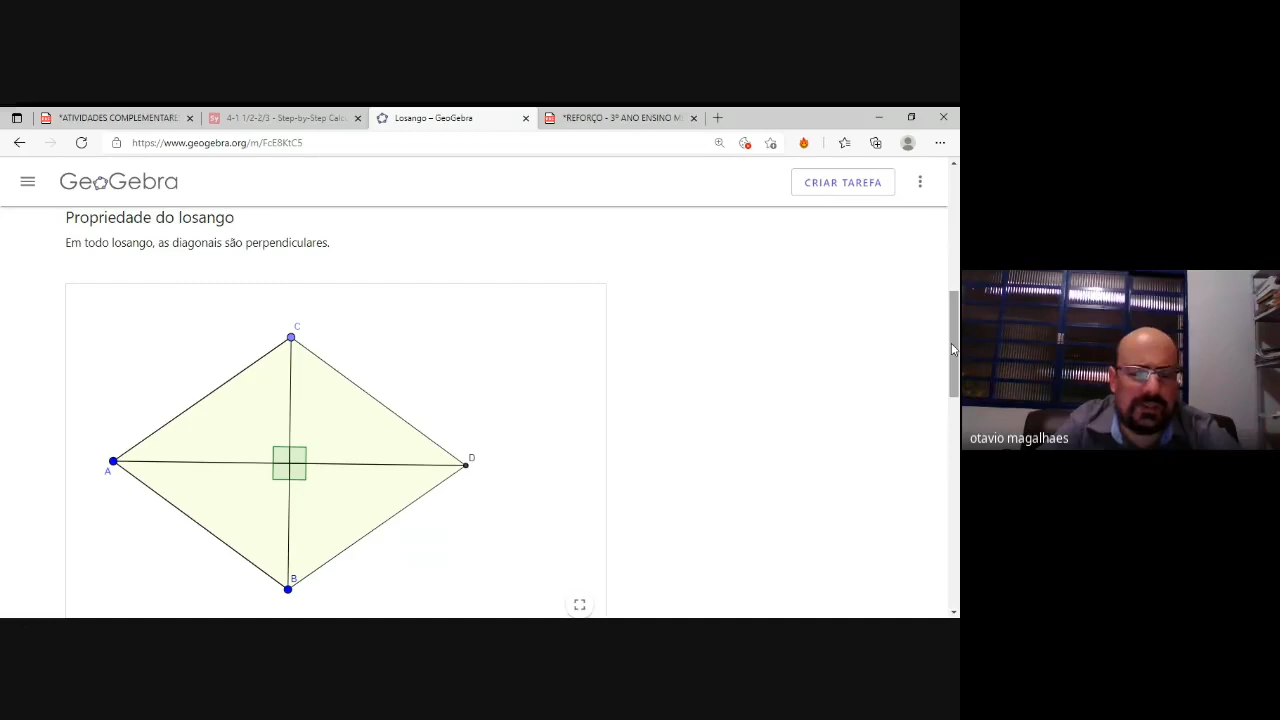 *ATIVIDADES COMPLEMENTARE
4-1 1/2-2/3 - Step-by-Step Calc
Losango – GeoGebra
*REFORÇO - 3º ANO ENSINO M
https://www.geogebra.org/m/FcE8KtC5
GeoGebra
CRIAR TAREFA
Propriedade do losango
Em todo losango, as diagonais são perpendiculares.
C
A
D
B
otavio magalhaes